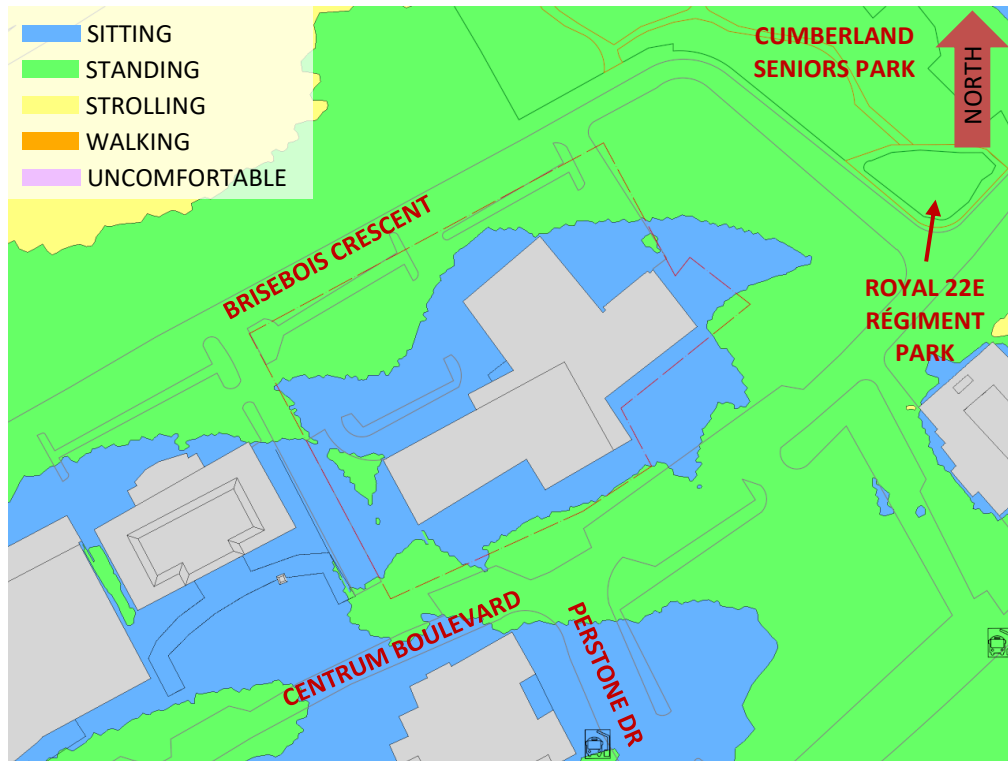 SITTING
STANDING
STROLLING
WALKING
UNCOMFORTABLE
CUMBERLAND
SENIORS PARK
NORTH
BRISEBOIS CRESCENT
ROYAL 22E
RÉGIMENT
PARK
CENTRUM BOULEVARD
PERSTONE DR